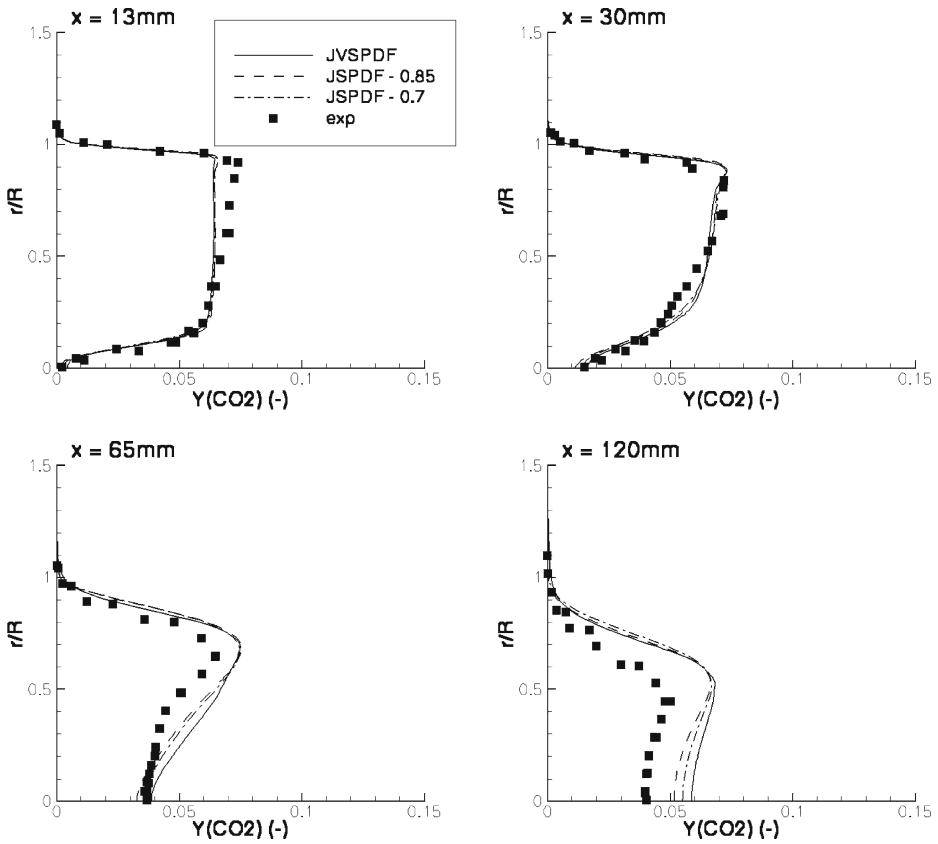 x = 13mm
1.5
1
0.5
0
r/R
0
0.05
0.1
0.15
Y(CO2) (-)
JVSPDF
JSPDF - 0.85
JSPDF - 0.7
exp
x = 30mm
1.5
1
0.5
0
r/R
0
0.05
0.1
0.15
Y(CO2) (-)
x = 65mm
1.5
1
0.5
0
r/R
0
0.05
0.1
0.15
Y(CO2) (-)
x = 120mm
1.5
1
0.5
0
r/R
0
0.05
0.1
0.15
Y(CO2) (-)